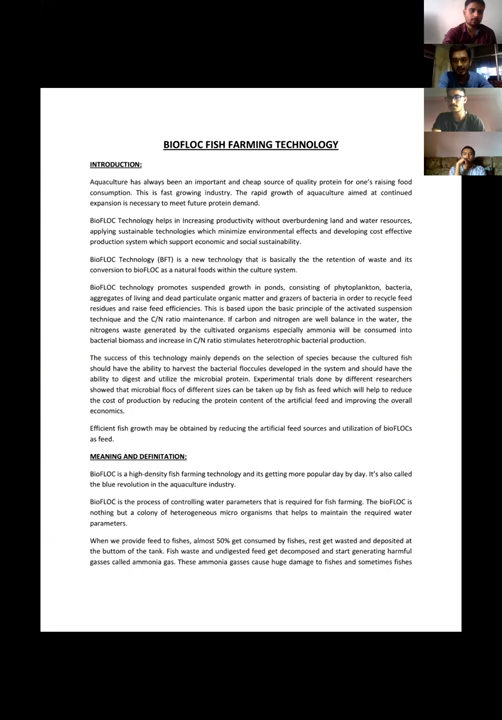 BIOFLOC FISH FARMING TECHNOLOGY
INTRODUCTION:
Aquaculture has always been an important and cheap source of quality protein for one's raising food
consumption. This is fast growing industry. The rapid growth of aquaculture aimed at continued
expansion is necessary to meet future protein demand.
BioFLOC Technology helps in Increasing productivity without overburdening land and water resources,
applying sustainable technologies which minimize environmental effects and developing cost effective
production system which support economic and social sustainability.
BioFLOC Technology (BFT) is a new technology that is basically the the retention of waste and its
conversion to bioFLOC as a natural foods within the culture system.
BioFLOC technology promotes suspended growth in ponds, consisting of phytoplankton, bacteria,
aggregates of living and dead particulate organic matter and grazers of bacteria in order to recycle feed
residues and raise feed efficiencies. This is based upon the basic principle of the activated suspension
technique and the C/N ratio maintenance. If carbon and nitrogen are well balance in the water, the
nitrogens waste generated by the cultivated organisms especially ammonia will be consumed into
bacterial biomass and increase in C/N ratio stimulates heterotrophic bacterial production.
The success of this technology mainly depends on the selection of species because the cultured fish
should have the ability to harvest the bacterial floccules developed in the system and should have the
ability to digest and utilize the microbial protein. Experimental trials done by different researchers
showed that microbial flocs of different sizes can be taken up by fish as feed which will help to reduce
the cost of production by reducing the protein content of the artificial feed and improving the overall
economics.
Efficient fish growth may be obtained by reducing the artificial feed sources and utilization of bioFLOCs
as feed.
MEANING AND DEFINITATION:
BioFLOC is a high-density fish farming technology and its getting more popular day by day. It's also called
the blue revolution in the aquaculture industry.
BioFLOC is the process of controlling water parameters that is required for fish farming. The bioFLOC is
nothing but a colony of heterogeneous micro organisms that helps to maintain the required water
parameters.
When we provide feed to fishes, almost 50% get consumed by fishes, rest get wasted and deposited at
the buttom of the tank. Fish waste and undigested feed get decomposed and start generating harmful
gasses called ammonia gas. These ammonia gasses cause huge damage to fishes and sometimes fishes